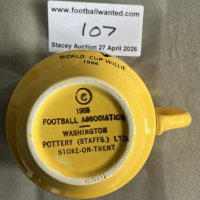 © www.footballwanted.com
107
Stacey Auction 27 April 2026
WORLD CUP WILLIE
1966
©
1965
FOOTBALL ASSOCIATION
WASHINGTON
POTTERY (STAFFS.) LTD.
STOKE-ON-TRENT